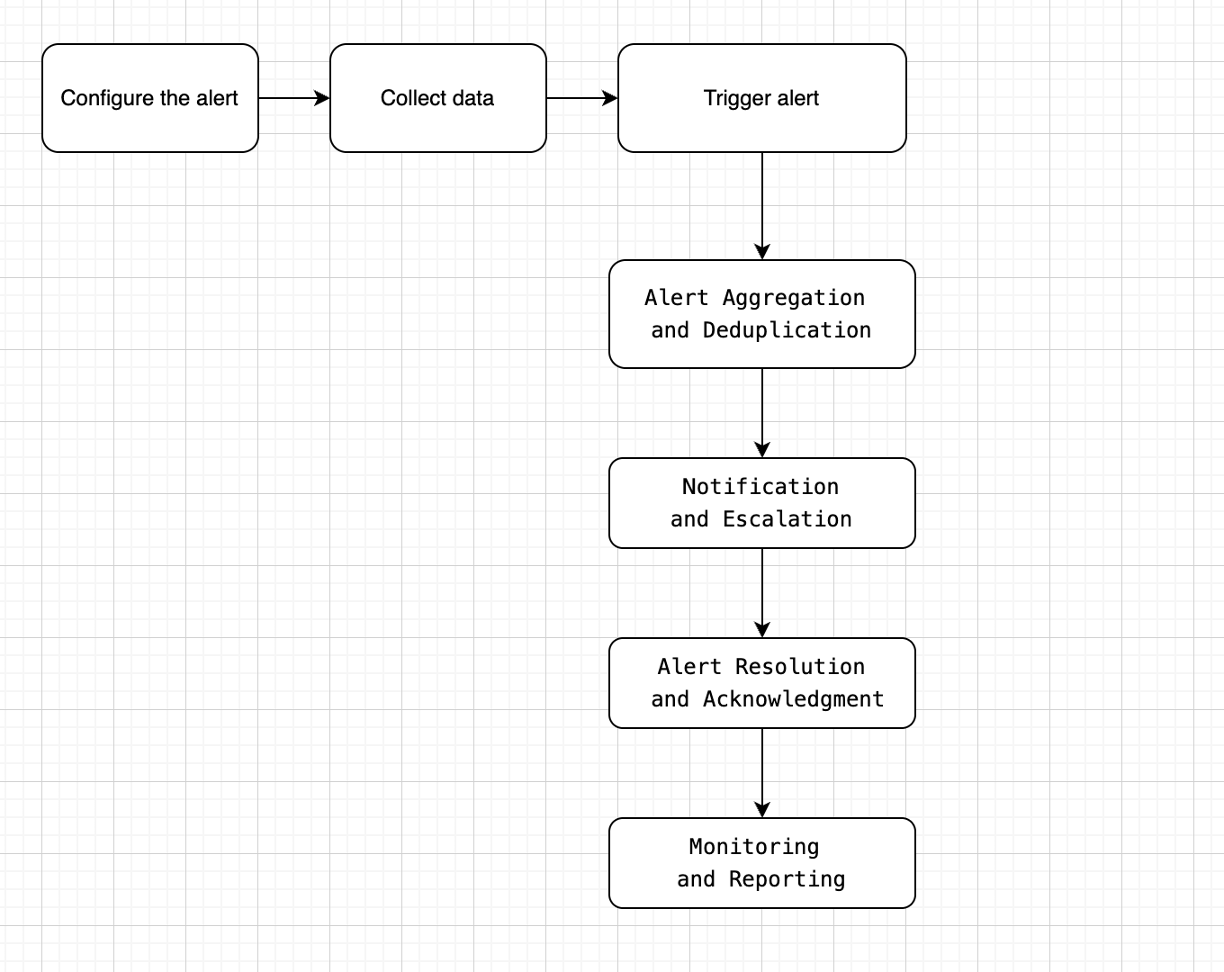 Configure the alert
Collect data
Trigger alert
Alert Aggregation
and Deduplication
Notification
and Escalation
Alert Resolution
and Acknowledgment
Monitoring
and Reporting